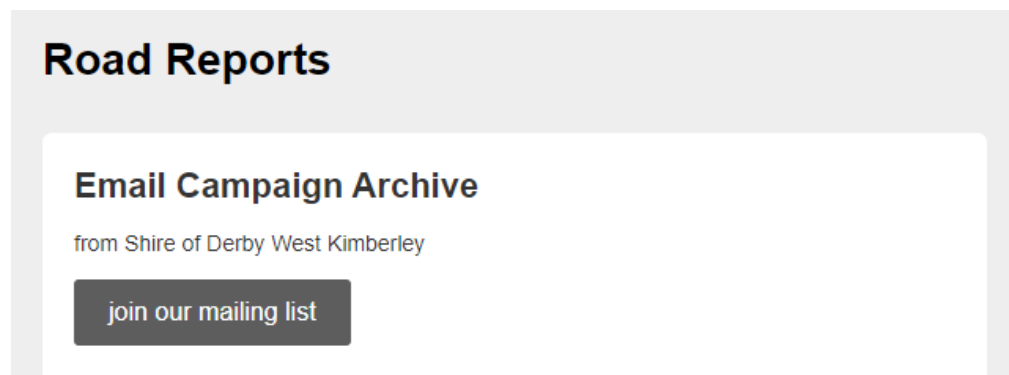 Road Reports
Email Campaign Archive
from Shire of Derby West Kimberley
join our mailing list